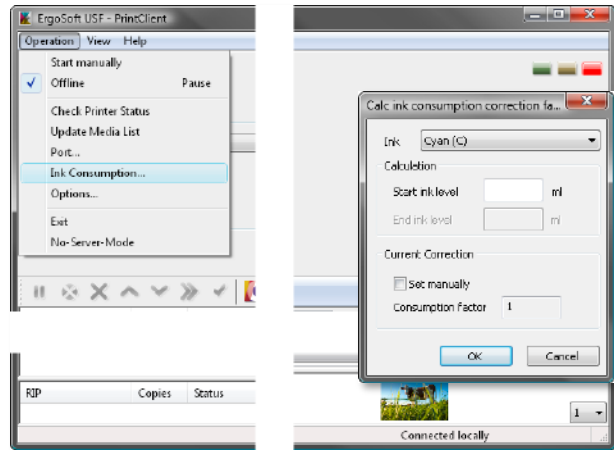 ErgoSoft USF - PrintClient
Operation View Help
Start manually
Offline Pause
Check Printer Status
Update Media List
Port...
Ink Consumption...
Options...
Exit
No-Server-Mode
Calc ink consumption correction fa...
Ink Cyan (C)
Calculation
Start ink level ml
End ink level ml
Current Correction
Set manually
Consumption factor 1
OK Cancel
RIP Copies Status
1
Connected locally